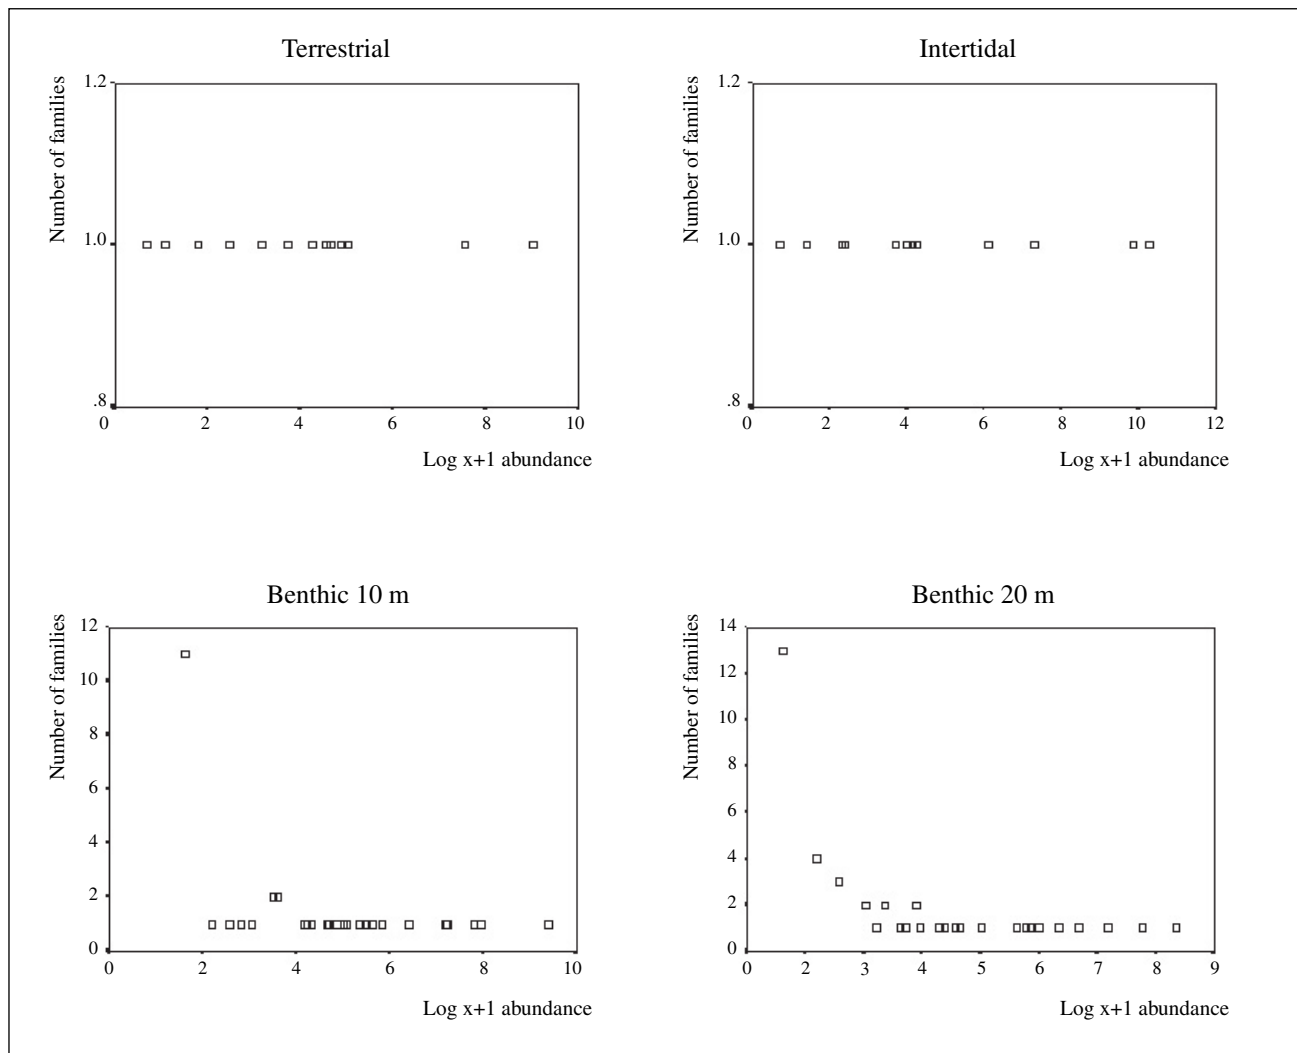 Terrestrial
Number of families
1.2
1.0
.8
0 2 4 6 8 10
Log x+1 abundance
Intertidal
Number of families
1.2
1.0
.8
0 2 4 6 8 10 12
Log x+1 abundance
Benthic 10 m
Number of families
12
10
8
6
4
2
0
0 2 4 6 8 10
Log x+1 abundance
Benthic 20 m
Number of families
14
12
10
8
6
4
2
0
0 2 3 4 5 6 7 8 9
Log x+1 abundance